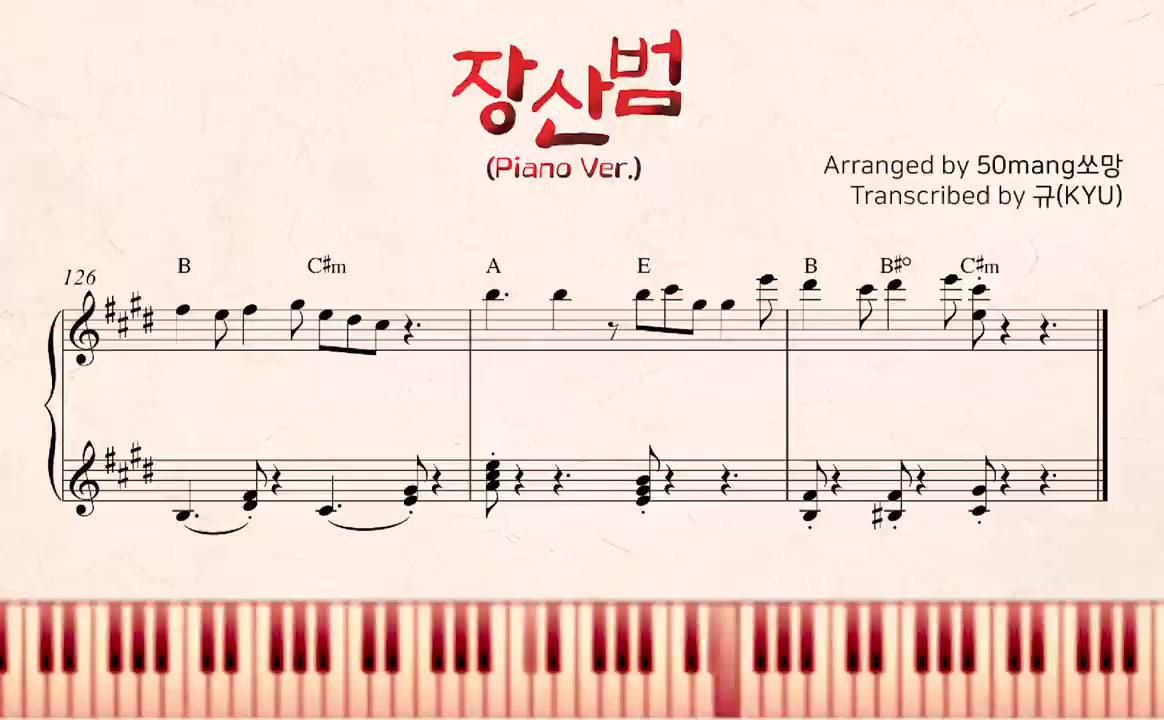 장산범
(Piano Ver.)
Arranged by 50mang쏘망
Transcribed by 규(KYU)
126 B C♯m A E B B♯° C♯m